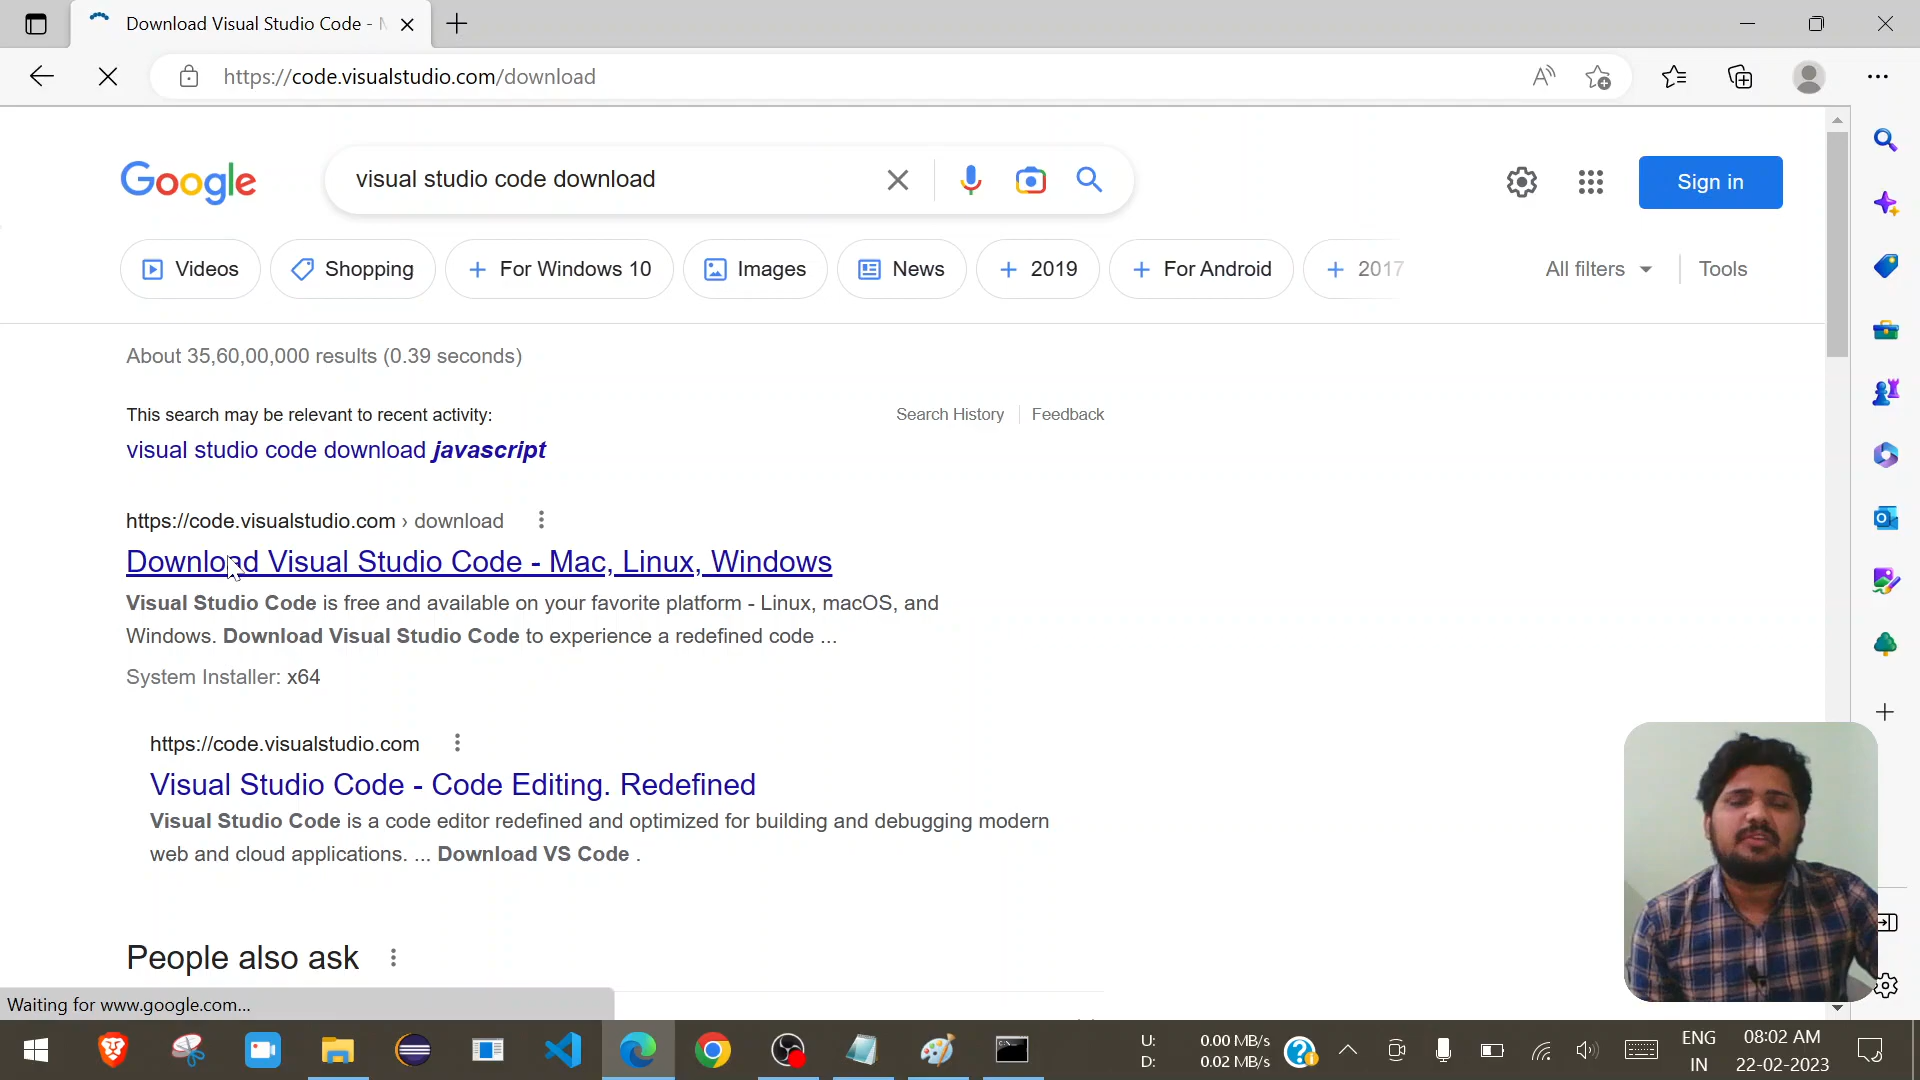 Download Visual Studio Code -
https://code.visualstudio.com/download
Google
visual studio code download
Sign in
Videos
Shopping
For Windows 10
Images
News
2019
For Android
2017
All filters
Tools
About 35,60,00,000 results (0.39 seconds)
This search may be relevant to recent activity:
Search History
Feedback
visual studio code download javascript
https://code.visualstudio.com › download
Download Visual Studio Code - Mac, Linux, Windows
Visual Studio Code is free and available on your favorite platform - Linux, macOS, and
Windows. Download Visual Studio Code to experience a redefined code ...
System Installer: x64
https://code.visualstudio.com
Visual Studio Code - Code Editing. Redefined
Visual Studio Code is a code editor redefined and optimized for building and debugging modern
web and cloud applications. ... Download VS Code .
People also ask
Waiting for www.google.com...
U: 0.00 MB/s
D: 0.02 MB/s
ENG
IN
08:02 AM
22-02-2023